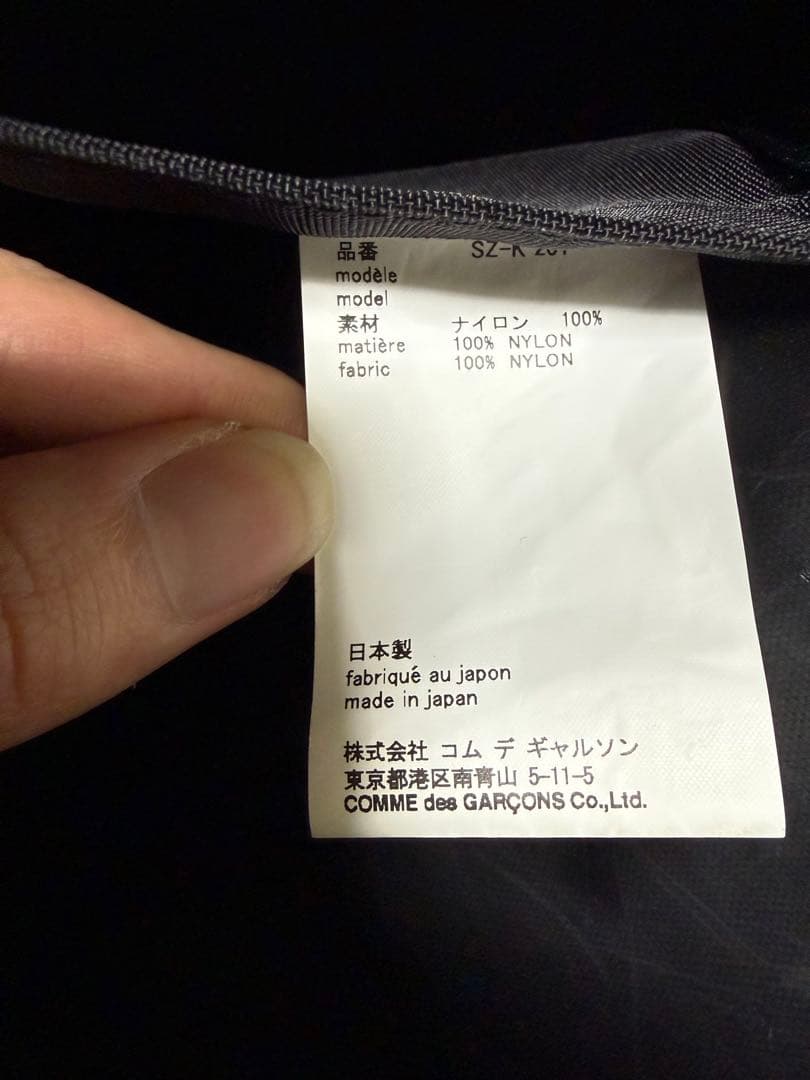 品番 SZ-K 201
modèle
model
素材 ナイロン 100%
matière 100% NYLON
fabric 100% NYLON
日本製
fabriqué au japon
made in japan
株式会社 コム デ ギャルソン
東京都港区南青山 5-11-5
COMME des GARÇONS Co.,Ltd.